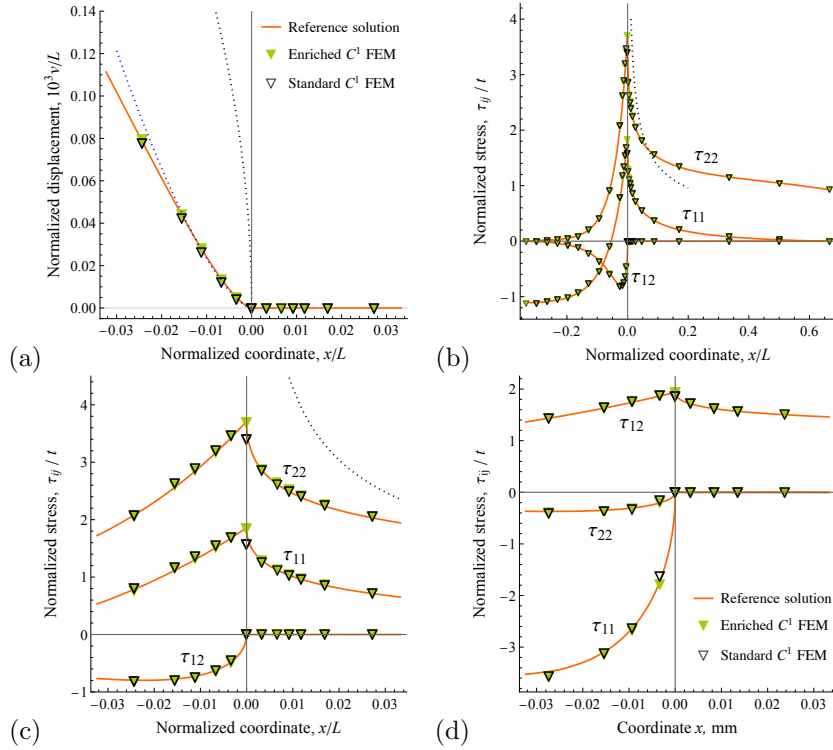 0.14
0.12
0.10
0.08
0.06
0.04
0.02
0.00
Normalized displacement, 10³v/L
Reference solution
Enriched C¹ FEM
Standard C¹ FEM
-0.03 -0.02 -0.01 0.00 0.01 0.02 0.03
(a) Normalized coordinate, x/L
4
3
2
1
0
-1
Normalized stress, τij / t
τ22
τ11
τ12
-0.2 0.0 0.2 0.4 0.6
(b) Normalized coordinate, x/L
4
3
2
1
0
-1
Normalized stress, τij / t
τ22
τ11
τ12
-0.03 -0.02 -0.01 0.00 0.01 0.02 0.03
(c) Normalized coordinate, x/L
2
1
0
-1
-2
-3
Normalized stress, τij / t
τ12
τ22
τ11
Reference solution
Enriched C¹ FEM
Standard C¹ FEM
-0.03 -0.02 -0.01 0.00 0.01 0.02 0.03
(d) Coordinate x, mm